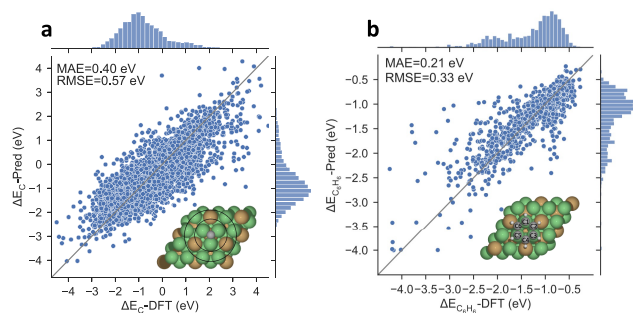 a
MAE=0.40 eV
RMSE=0.57 eV
4
3
2
1
0
-1
-2
-3
-4
ΔE_C-Pred (eV)
−4 −3 −2 −1 0 1 2 3 4
ΔE_C-DFT (eV)
b
MAE=0.21 eV
RMSE=0.33 eV
−0.5
−1.0
−1.5
−2.0
−2.5
−3.0
−3.5
−4.0
ΔE_C₆H₆-Pred (eV)
−4.0 −3.5 −3.0 −2.5 −2.0 −1.5 −1.0 −0.5
ΔE_C₆H₆-DFT (eV)